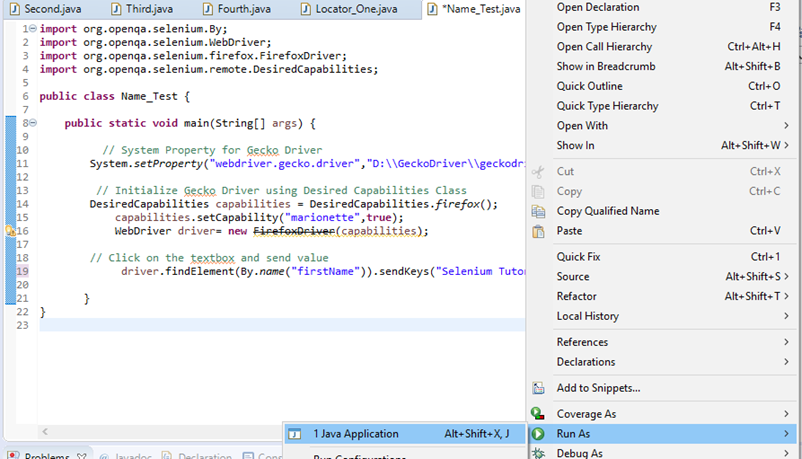 Second.java Third.java Fourth.java Locator_One.java *Name_Test.java
1 import org.openqa.selenium.By;
2 import org.openqa.selenium.WebDriver;
3 import org.openqa.selenium.firefox.FirefoxDriver;
4 import org.openqa.selenium.remote.DesiredCapabilities;
5
6 public class Name_Test {
7
8 public static void main(String[] args) {
9
10 // System Property for Gecko Driver
11 System.setProperty("webdriver.gecko.driver","D:\\GeckoDriver\\geckodri
12
13 // Initialize Gecko Driver using Desired Capabilities Class
14 DesiredCapabilities capabilities = DesiredCapabilities.firefox();
15 capabilities.setCapability("marionette",true);
16 WebDriver driver= new FirefoxDriver(capabilities);
17
18 // Click on the textbox and send value
19 driver.findElement(By.name("firstName")).sendKeys("Selenium Tutor
20
21 }
22 }
23
Problems Javadoc Declaration Cons
Open Declaration F3
Open Type Hierarchy F4
Open Call Hierarchy Ctrl+Alt+H
Show in Breadcrumb Alt+Shift+B
Quick Outline Ctrl+O
Quick Type Hierarchy Ctrl+T
Open With
Show In Alt+Shift+W
Cut Ctrl+X
Copy Ctrl+C
Copy Qualified Name
Paste Ctrl+V
Quick Fix Ctrl+1
Source Alt+Shift+S
Refactor Alt+Shift+T
Local History
References
Declarations
Add to Snippets...
Coverage As
Run As
Debug As
1 Java Application Alt+Shift+X, J
Run Configurations...